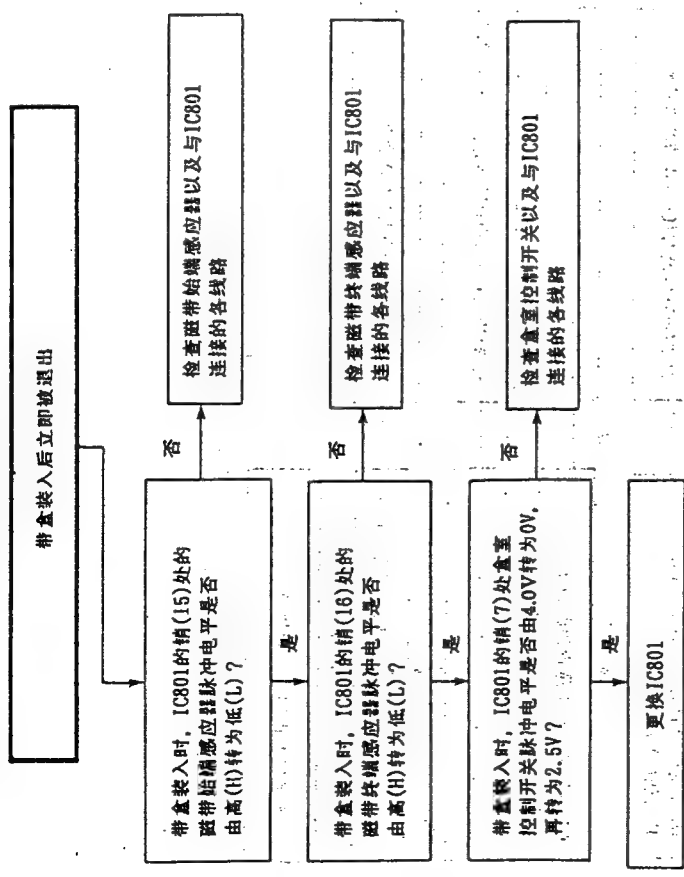 带盒装入后立即被退出
带盒装入时，IC801的销(15)处的
磁带始端感应器脉冲电平是否
由高(H)转为低(L)？
否
检查磁带始端感应器以及与IC801
连接的各线路
是
带盒装入时，IC801的销(16)处的
磁带终端感应器脉冲电平是否
由高(H)转为低(L)？
否
检查磁带终端感应器以及与IC801
连接的各线路
是
带盒装入时，IC801的销(7)处盒室
控制开关脉冲电平是否由4.0V转为0V，
再转为2.5V？
否
检查盒室控制开关以及与IC801
连接的各线路
是
更换IC801